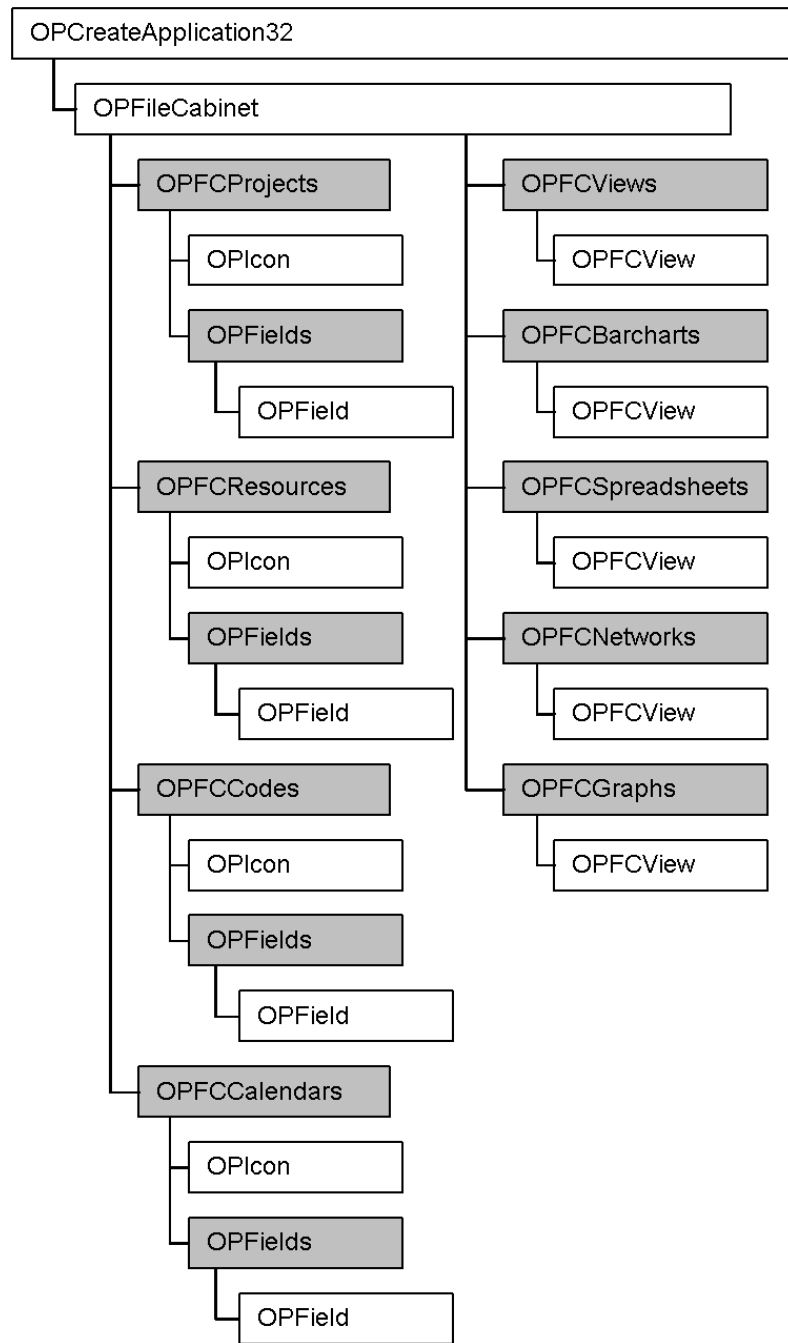 OPCreateApplication32
OPFileCabinet
OPFCProjects
OPIcon
OPFields
OPField
OPFCResources
OPIcon
OPFields
OPField
OPFCCodes
OPIcon
OPFields
OPField
OPFCCalendars
OPIcon
OPFields
OPField
OPFCViews
OPFCView
OPFCBarcharts
OPFCView
OPFCSpreadsheets
OPFCView
OPFCNetworks
OPFCView
OPFCGraphs
OPFCView